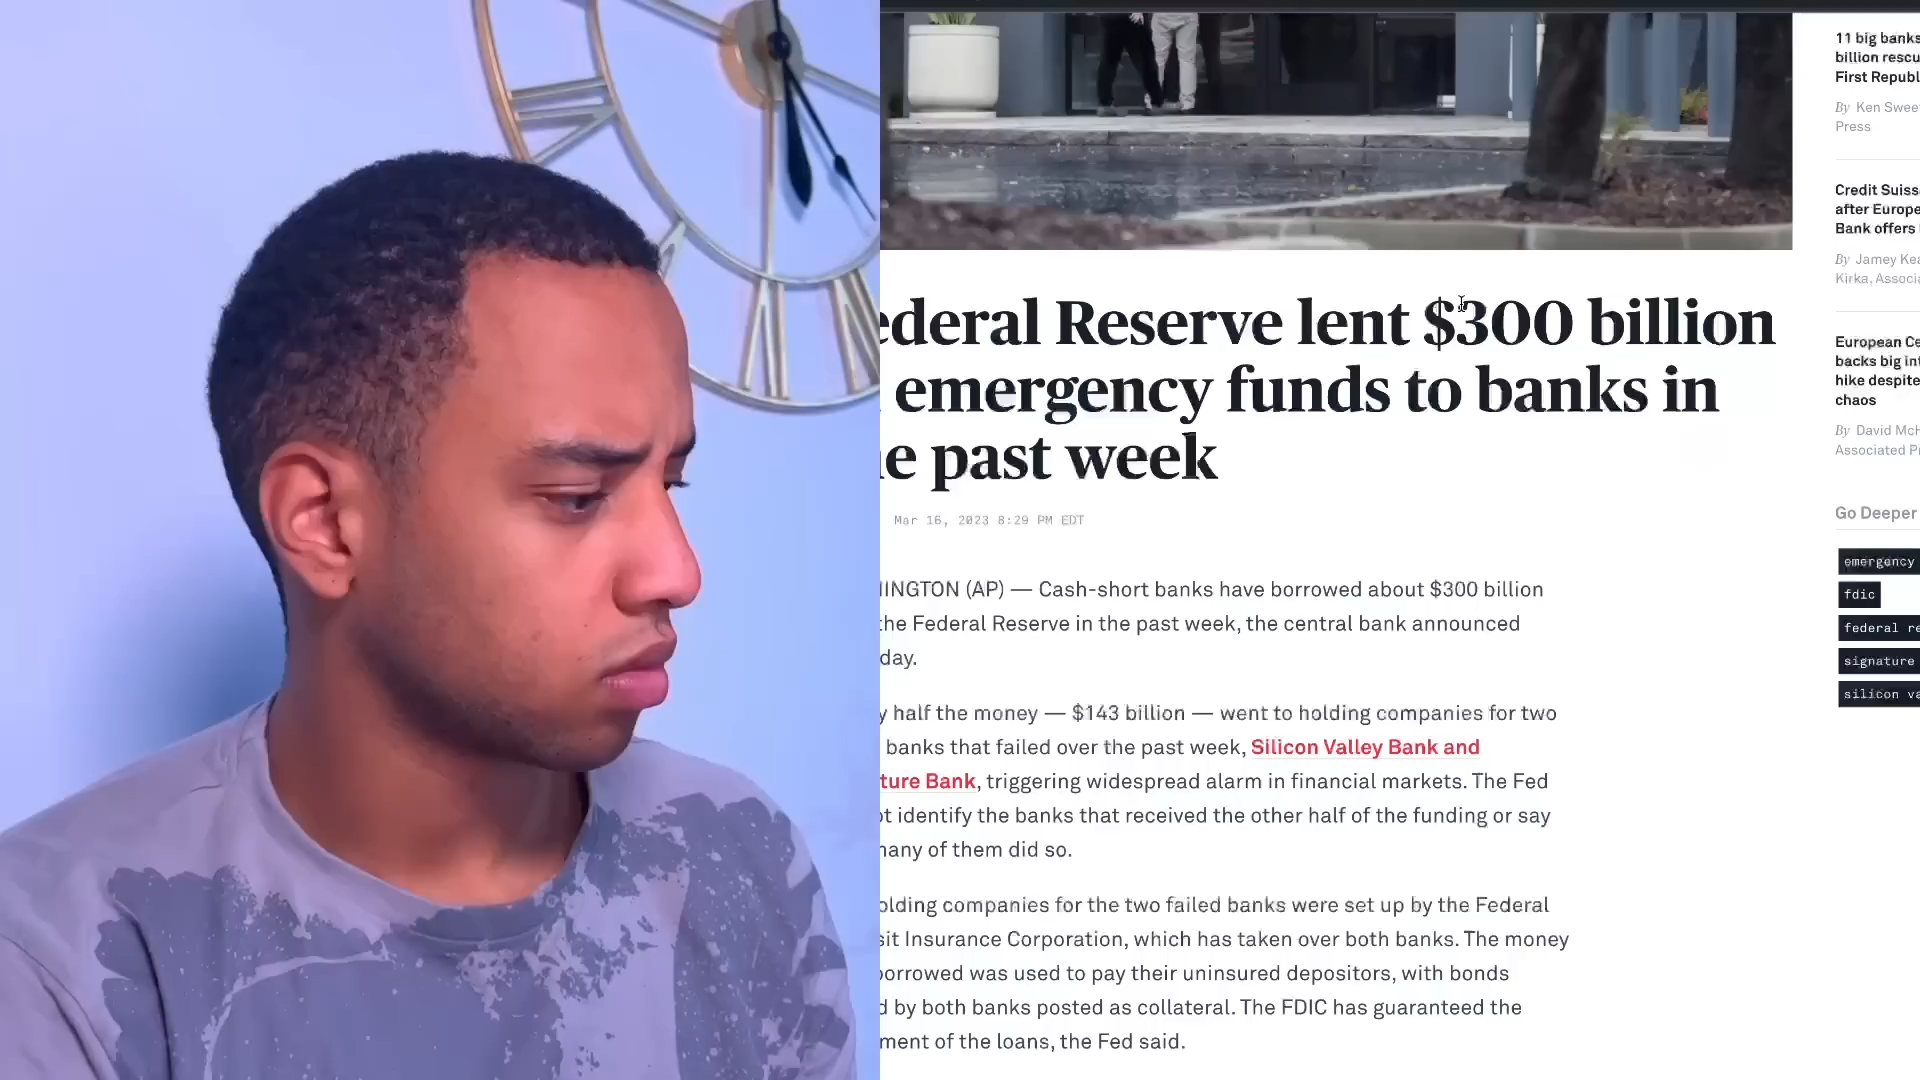 ederal Reserve lent $300 billion
emergency funds to banks in
e past week
Mar 16, 2023 8:29 PM EDT
INGTON (AP) — Cash-short banks have borrowed about $300 billion
the Federal Reserve in the past week, the central bank announced
day.
y half the money — $143 billion — went to holding companies for two
banks that failed over the past week, Silicon Valley Bank and
ture Bank, triggering widespread alarm in financial markets. The Fed
ot identify the banks that received the other half of the funding or say
many of them did so.
olding companies for the two failed banks were set up by the Federal
sit Insurance Corporation, which has taken over both banks. The money
borrowed was used to pay their uninsured depositors, with bonds
d by both banks posted as collateral. The FDIC has guaranteed the
ment of the loans, the Fed said.
11 big banks
billion rescu
First Republ
By Ken Swee
Press
Credit Suiss
after Europe
Bank offers
By Jamey Kea
Kirka, Associa
European Ce
backs big int
hike despite
chaos
By David McH
Associated Pr
Go Deeper
emergency
fdic
federal re
signature
silicon va